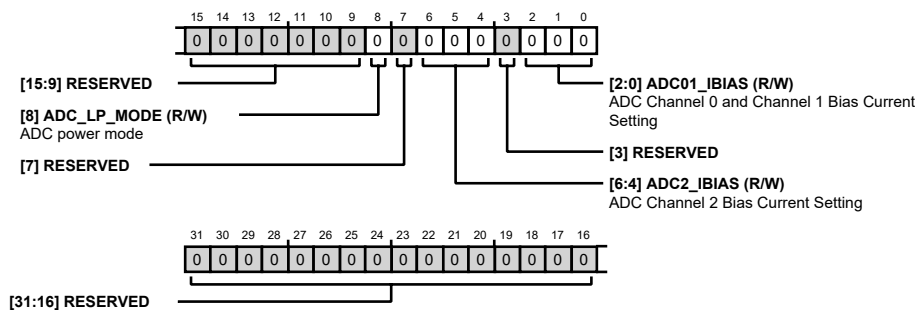 15 14 13 12 11 10 9 8 7 6 5 4 3 2 1 0
0 0 0 0 0 0 0 0 0 0 0 0 0 0 0 0
[15:9] RESERVED
[8] ADC_LP_MODE (R/W)
ADC power mode
[7] RESERVED
[2:0] ADC01_IBIAS (R/W)
ADC Channel 0 and Channel 1 Bias Current
Setting
[3] RESERVED
[6:4] ADC2_IBIAS (R/W)
ADC Channel 2 Bias Current Setting
31 30 29 28 27 26 25 24 23 22 21 20 19 18 17 16
0 0 0 0 0 0 0 0 0 0 0 0 0 0 0 0
[31:16] RESERVED